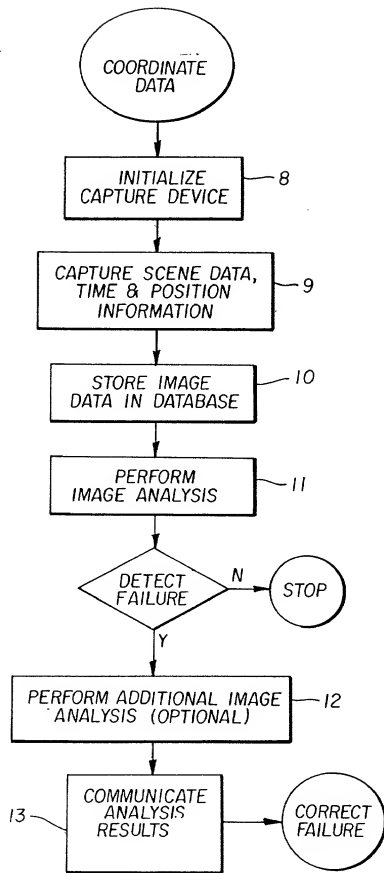 COORDINATE
DATA
INITIALIZE
CAPTURE DEVICE
8
CAPTURE SCENE DATA,
TIME & POSITION
INFORMATION
9
STORE IMAGE
DATA IN DATABASE
10
PERFORM
IMAGE ANALYSIS
11
DETECT
FAILURE
N
STOP
Y
PERFORM ADDITIONAL IMAGE
ANALYSIS (OPTIONAL)
12
COMMUNICATE
ANALYSIS
RESULTS
13
CORRECT
FAILURE